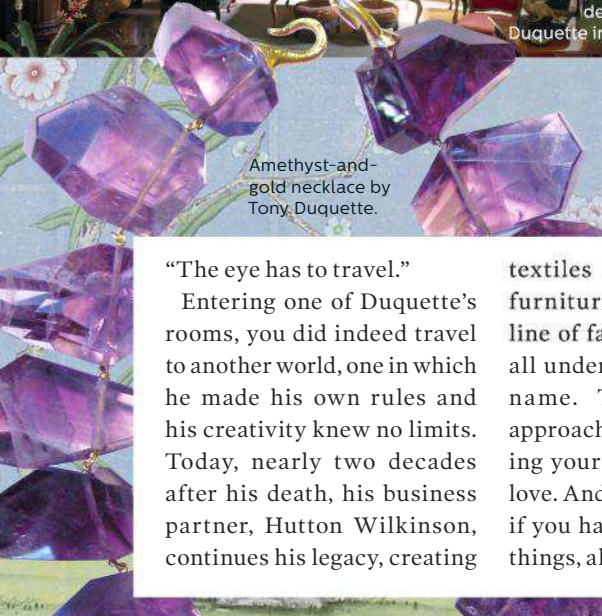 de
Duquette in
Amethyst-and-
gold necklace by
Tony Duquette.
“The eye has to travel.”
Entering one of Duquette’s
rooms, you did indeed travel
to another world, one in which
he made his own rules and
his creativity knew no limits.
Today, nearly two decades
after his death, his business
partner, Hutton Wilkinson,
continues his legacy, creating
textiles
furnitur
line of fa
all under
name. T
approach
ing your
love. And
if you ha
things, al